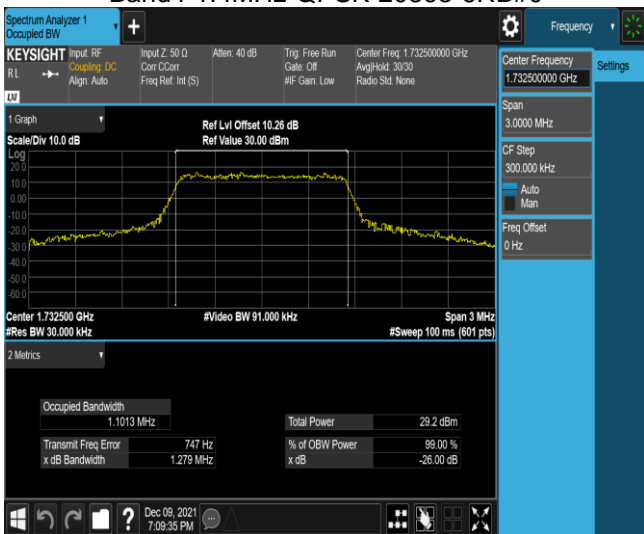 Spectrum Analyzer 1
Occupied BW
+
Frequency
KEYSIGHT Input: RF Input Z: 50 Ω Atten: 40 dB Trig: Free Run Center Freq: 1.732500000 GHz
RL Coupling: DC Corr CCorr Gate: Off Avg|Hold: 30/30
Align: Auto Freq Ref: Int (S) #IF Gain: Low Radio Std: None
LXI
Center Frequency
1.732500000 GHz
Settings
Span
3.0000 MHz
CF Step
300.000 kHz
Auto
Man
Freq Offset
0 Hz
1 Graph
Ref Lvl Offset 10.26 dB
Scale/Div 10.0 dB Ref Value 30.00 dBm
Log
20.0
10.0
0.00
-10.0
-20.0
-30.0
-40.0
-50.0
-60.0
Center 1.732500 GHz #Video BW 91.000 kHz Span 3 MHz
#Res BW 30.000 kHz #Sweep 100 ms (601 pts)
2 Metrics
Occupied Bandwidth
1.1013 MHz
Total Power 29.2 dBm
Transmit Freq Error 747 Hz % of OBW Power 99.00 %
x dB Bandwidth 1.279 MHz x dB -26.00 dB
? Dec 09, 2021
7:09:35 PM